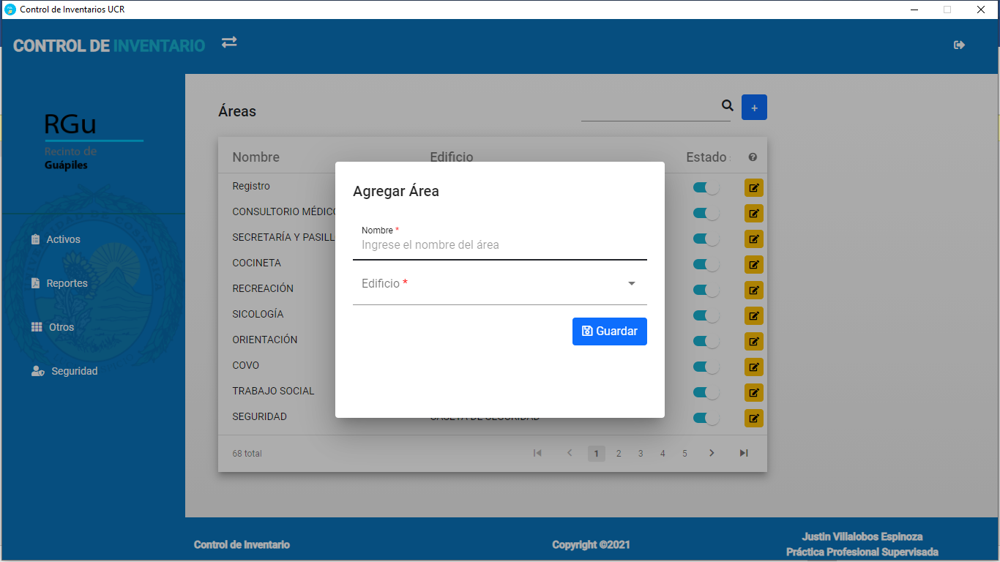 Control de Inventarios UCR
CONTROL DE INVENTARIO
RGu
Recinto de
Guápiles
Activos
Reportes
Otros
Seguridad
Áreas
+
Nombre Edificio Estado
Registro
CONSULTORIO MÉDICO
SECRETARÍA Y PASILL
COCINETA
RECREACIÓN
SICOLOGÍA
ORIENTACIÓN
COVO
TRABAJO SOCIAL
SEGURIDAD CASETA DE SEGURIDAD
68 total 1 2 3 4 5
Agregar Área
Nombre *
Ingrese el nombre del área
Edificio *
Guardar
Control de Inventario
Copyright ©2021
Justin Villalobos Espinoza
Práctica Profesional Supervisada